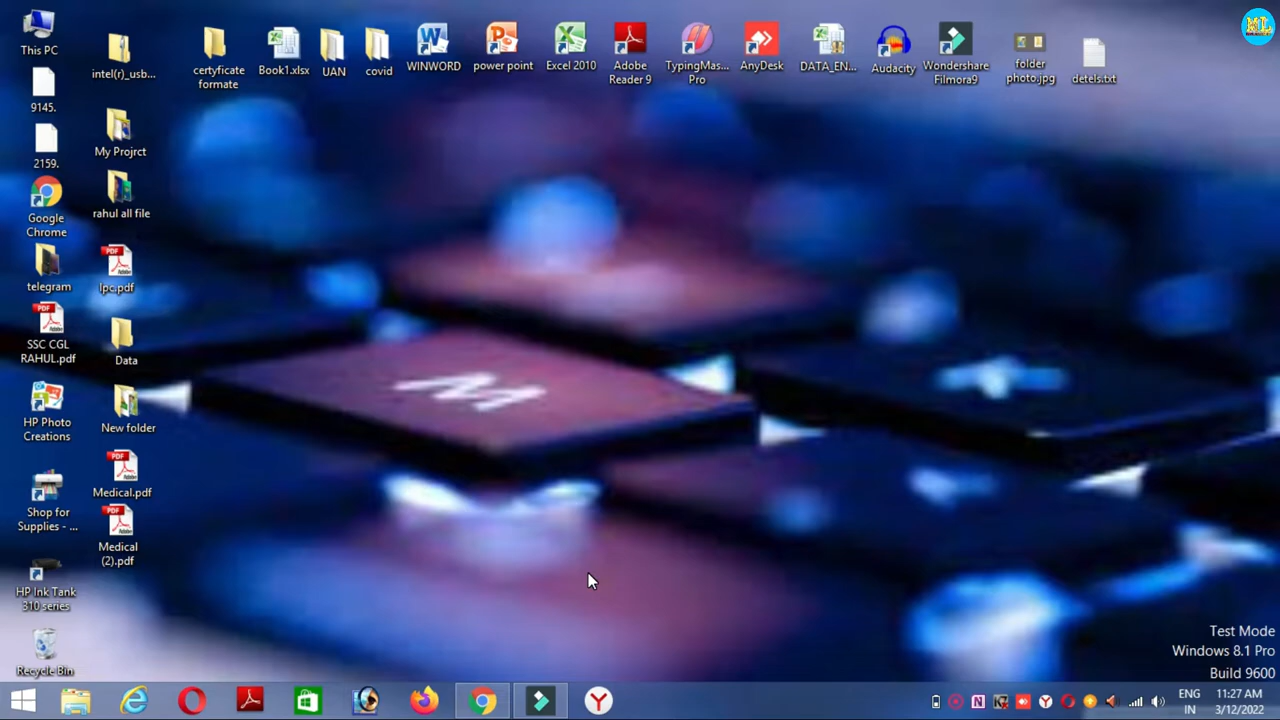 This PC
9145.
2159.
Google
Chrome
telegram
SSC CGL
RAHUL.pdf
HP Photo
Creations
Shop for
Supplies - ...
HP Ink Tank
310 series
Recycle Bin
intel(r)_usb...
My Projrct
rahul all file
lpc.pdf
Data
New folder
Medical.pdf
Medical
(2).pdf
certyficate
formate
Book1.xlsx
UAN
covid
WINWORD
power point
Excel 2010
Adobe
Reader 9
TypingMas...
Pro
AnyDesk
DATA_EN...
Audacity
Wondershare
Filmora9
folder
photo.jpg
detels.txt
M
Test Mode
Windows 8.1 Pro
Build 9600
ENG
IN
11:27 AM
3/12/2022